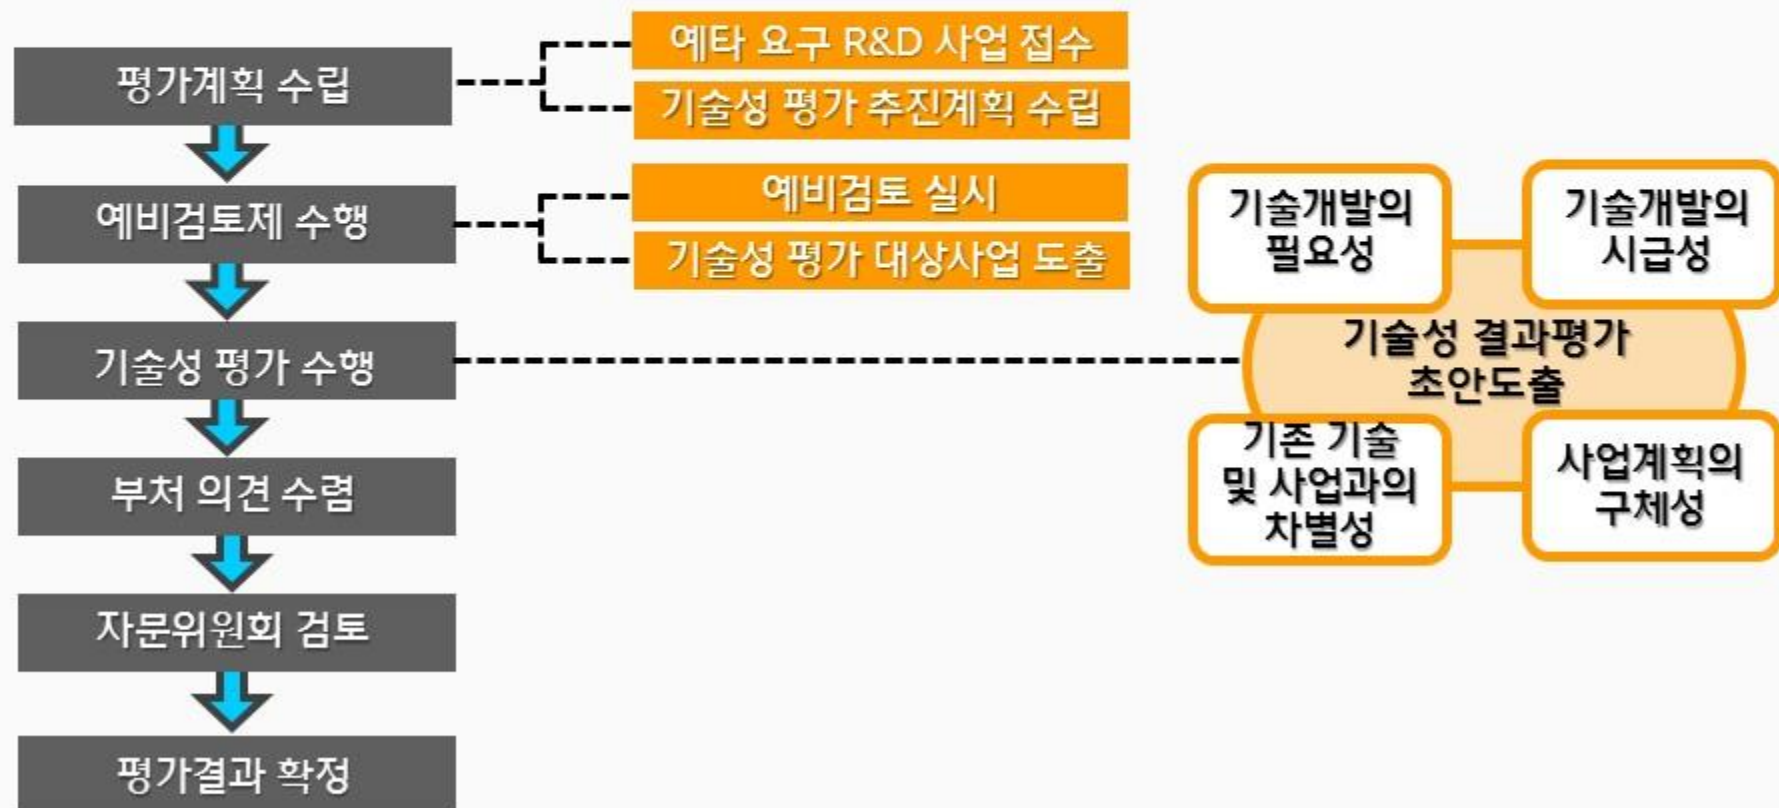 평가계획 수립
예타 요구 R&D 사업 접수
기술성 평가 추진계획 수립
예비검토제 수행
예비검토 실시
기술성 평가 대상사업 도출
기술성 평가 수행
기술개발의
필요성
기술개발의
시급성
기술성 결과평가
초안도출
기존 기술
및 사업과의
차별성
사업계획의
구체성
부처 의견 수렴
자문위원회 검토
평가결과 확정